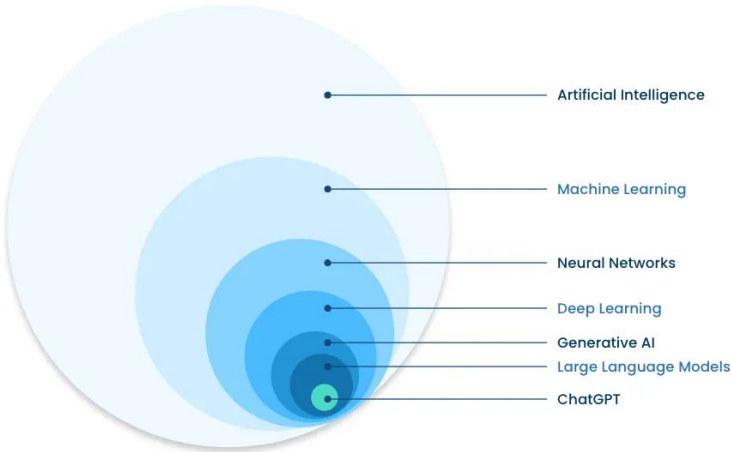 Artificial Intelligence
Machine Learning
Neural Networks
Deep Learning
Generative AI
Large Language Models
ChatGPT